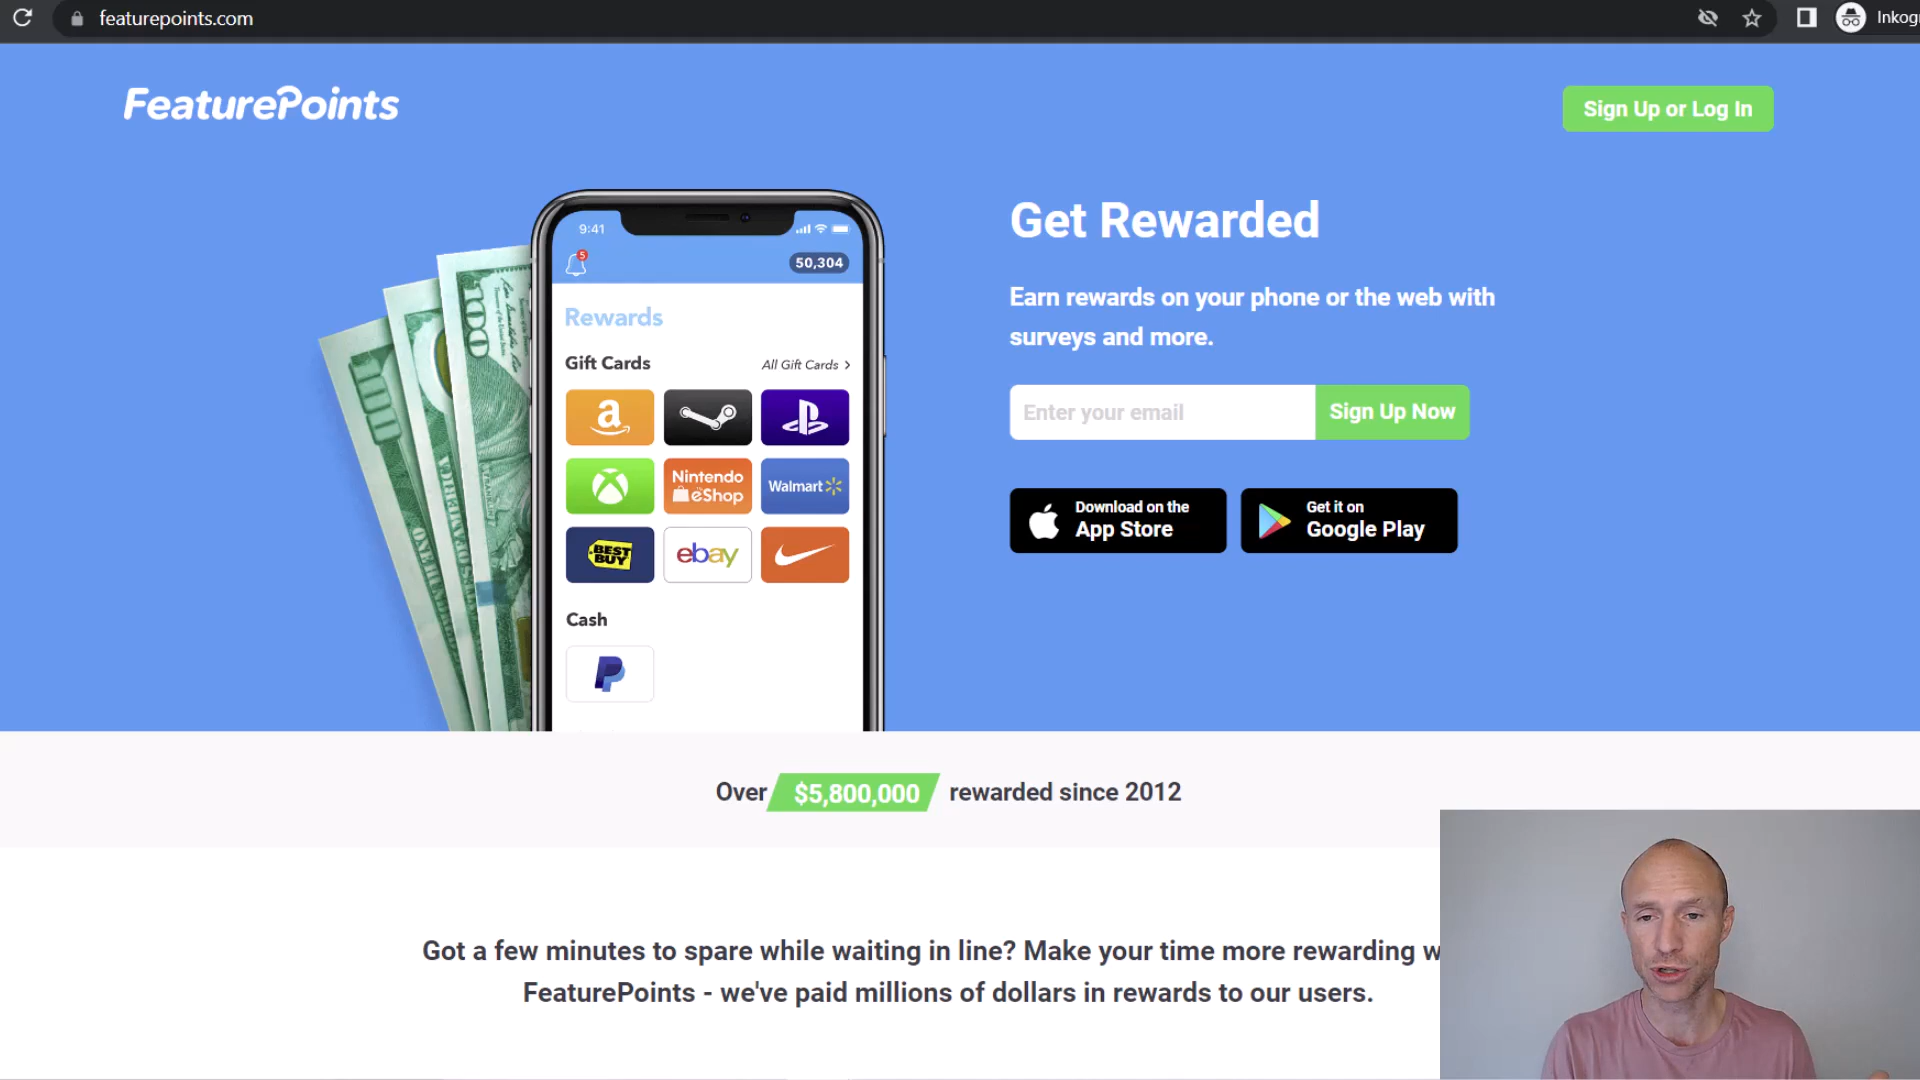 featurepoints.com
Inkogn
FeaturePoints
Sign Up or Log In
9:41
5
50,304
Rewards
Gift Cards
All Gift Cards >
a
Nintendo
eShop
Walmart
BEST
BUY
ebay
Cash
Get Rewarded
Earn rewards on your phone or the web with
surveys and more.
Enter your email
Sign Up Now
Download on the
App Store
Get it on
Google Play
100
100
Over $5,800,000 rewarded since 2012
Got a few minutes to spare while waiting in line? Make your time more rewarding w
FeaturePoints - we've paid millions of dollars in rewards to our users.